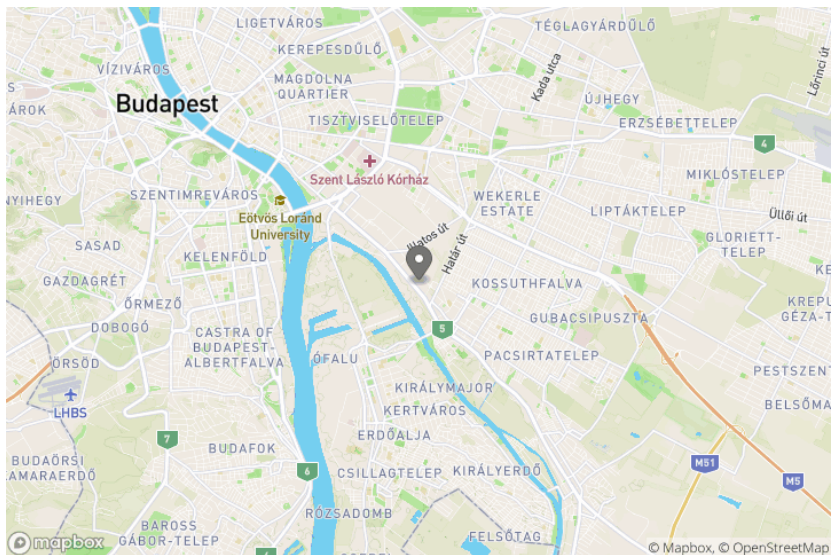 LIGETVÁROS
TÉGLAGYÁRDŰLŐ
KEREPESDŰLŐ
VÍZIVÁROS
MAGDOLNA
QUARTIER
Kada utca
ÚJHEGY
Lőrinci út
Budapest
ÁROK
TISZTVISELŐTELEP
ERZSÉBETTELEP
4
Szent László Kórház
MIKLÓSTELEP
NYIHEGY
SZENTIMREVÁROS
WEKERLE
ESTATE
LIPTÁKTELEP
Üllői út
Eötvös Loránd
University
SASAD
Illatos út
Határ út
GLORIETT-
TELEP
KELENFÖLD
GAZDAGRÉT
KOSSUTHFALVA
ŐRMEZŐ
GUBACSIPUSZTA
KREPU
GÉZA-T
DOBOGÓ
CASTRA OF
BUDAPEST-
ALBERTFALVA
5
ÖRSÖD
ÓFALU
PACSIRTATELEP
PESTSZENT
LHBS
KIRÁLYMAJOR
KERTVÁROS
BELSŐMA
7
ERDŐALJA
BUDAFOK
BUDAÖRSI
KAMARAERDŐ
6
CSILLAGTELEP
KIRÁLYERDŐ
M51
M5
RÓZSADOMB
BAROSS
GÁBOR-TELEP
FELSŐTAG
mapbox
© Mapbox, © OpenStreetMap